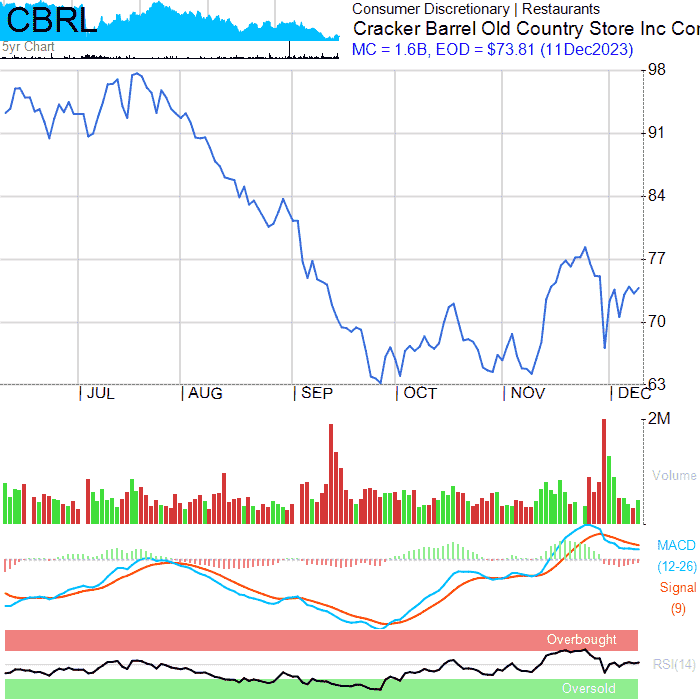 CBRL
5yr Chart
Consumer Discretionary | Restaurants
Cracker Barrel Old Country Store Inc Cor
MC = 1.6B, EOD = $73.81 (11Dec2023)
98
91
84
77
70
63
JUL AUG SEP OCT NOV DEC
2M
Volume
MACD
(12-26)
Signal
(9)
Overbought
RSI(14)
Oversold